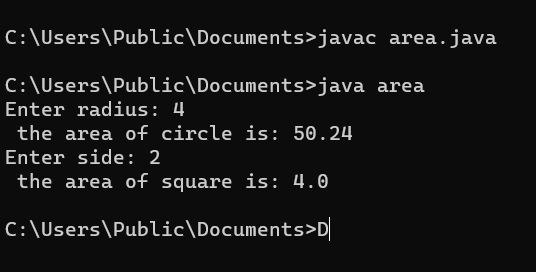 C:\Users\Public\Documents>javac area.java
C:\Users\Public\Documents>java area
Enter radius: 4
 the area of circle is: 50.24
Enter side: 2
 the area of square is: 4.0
C:\Users\Public\Documents>D